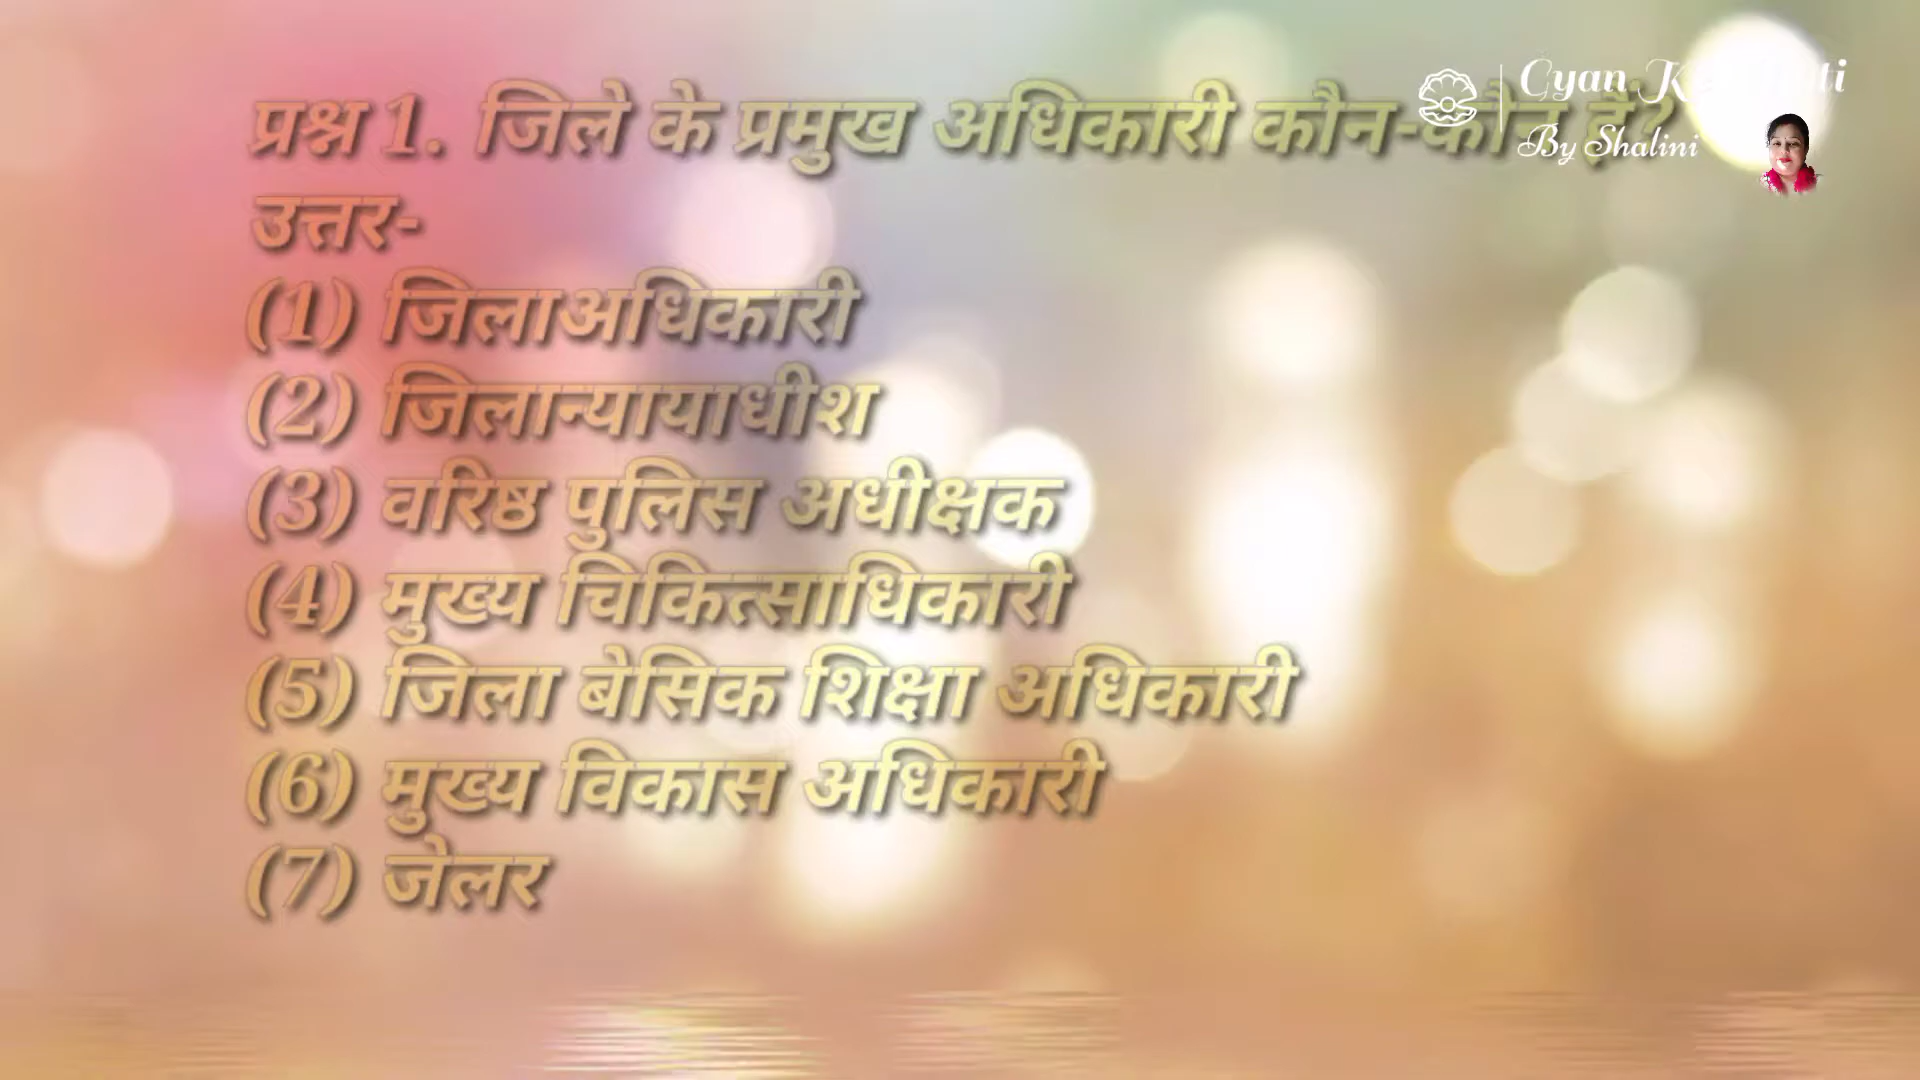 प्रश्न 1. जिले के प्रमुख अधिकारी कौन-कौन हैं?
उत्तर-
(1) जिलाअधिकारी
(2) जिलान्यायाधीश
(3) वरिष्ठ पुलिस अधीक्षक
(4) मुख्य चिकित्साधिकारी
(5) जिला बेसिक शिक्षा अधिकारी
(6) मुख्य विकास अधिकारी
(7) जेलर
Gyan
By Shalini